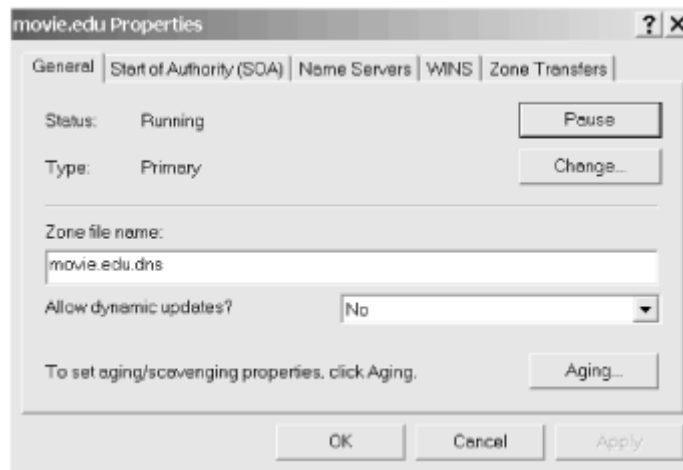 movie.edu Properties
General Start of Authority (SOA) Name Servers WINS Zone Transfers
Status: Running Pause
Type: Primary Change...
Zone file name:
movie.edu.dns
Allow dynamic updates? No
To set aging/scavenging properties, click Aging. Aging...
OK Cancel Apply